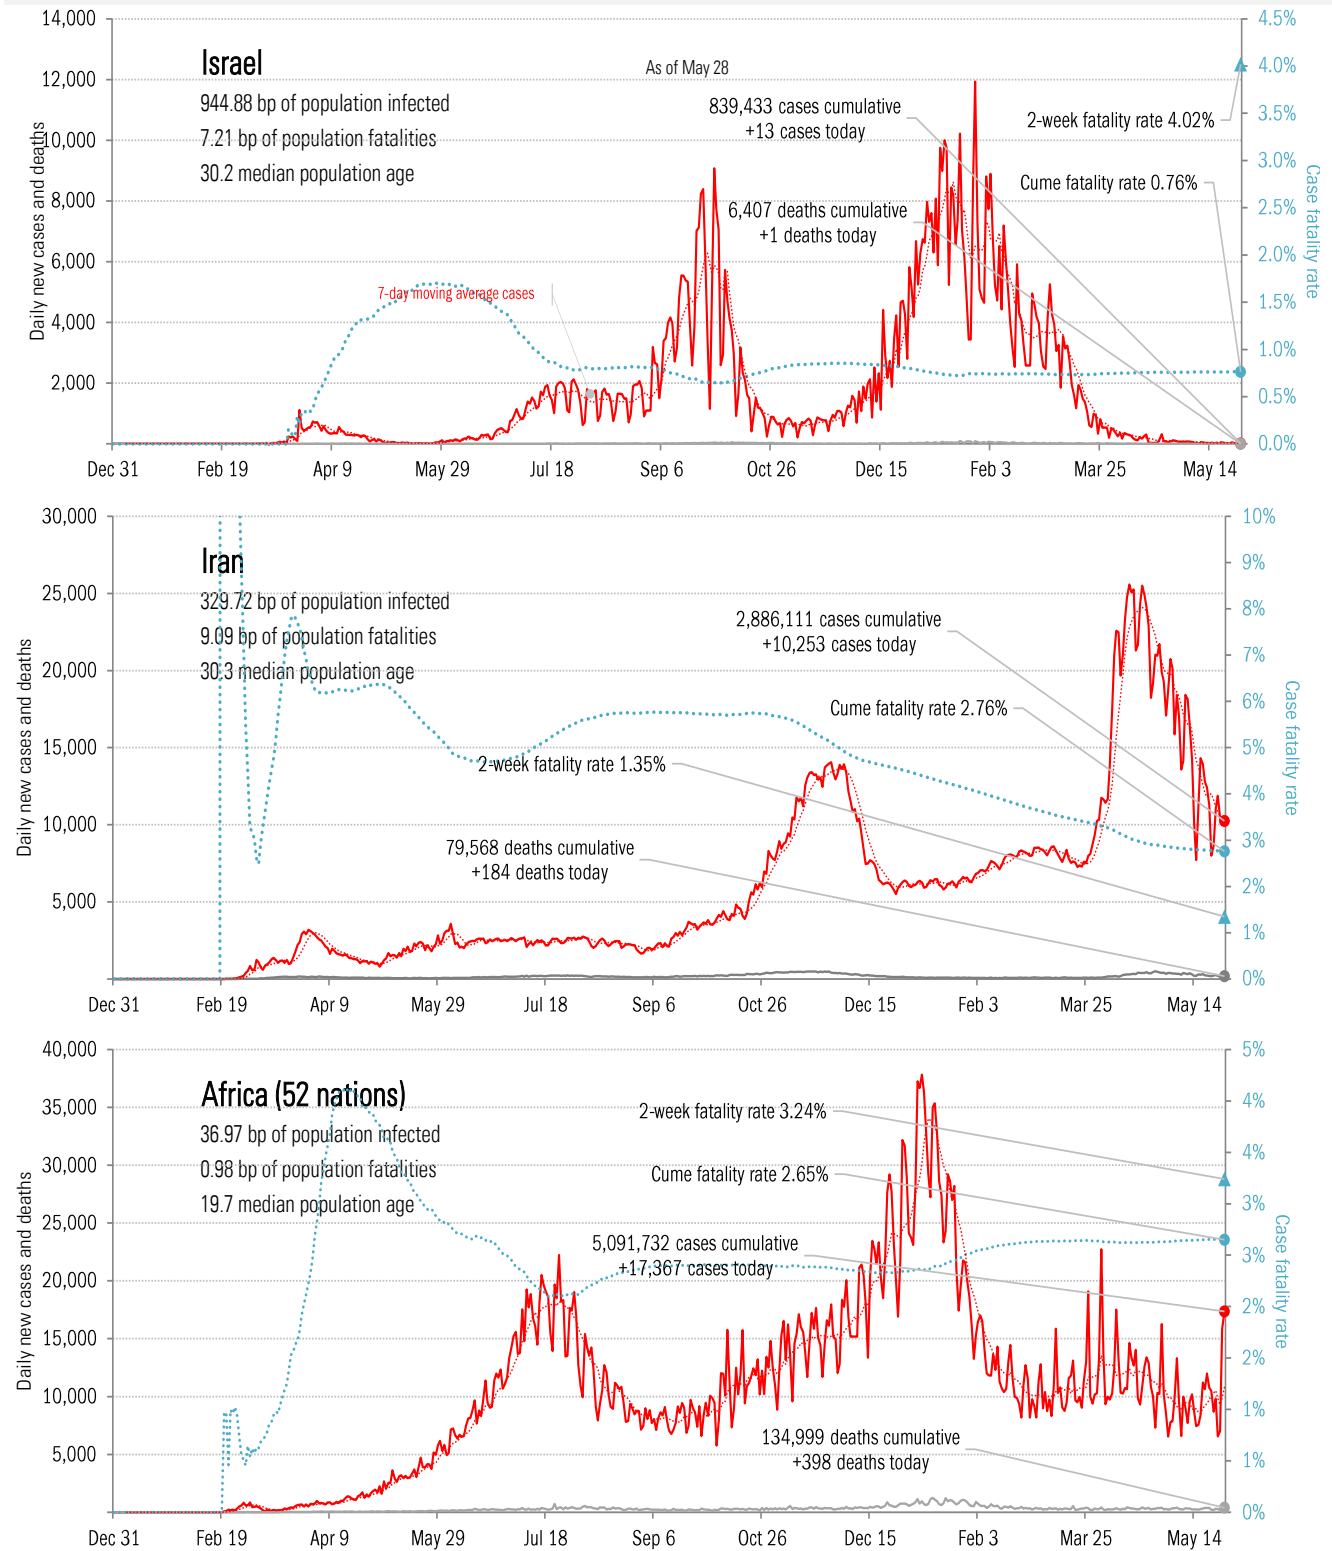 14,000
12,000
10,000
8,000
6,000
4,000
2,000
Daily new cases and deaths
Israel
944.88 bp of population infected
7.21 bp of population fatalities
30.2 median population age
As of May 28
839,433 cases cumulative
+13 cases today
6,407 deaths cumulative
+1 deaths today
7-day moving average cases
2-week fatality rate 4.02%
Cume fatality rate 0.76%
4.5%
4.0%
3.5%
3.0%
2.5%
2.0%
1.5%
1.0%
0.5%
0.0%
Case fatality rate
Dec 31 Feb 19 Apr 9 May 29 Jul 18 Sep 6 Oct 26 Dec 15 Feb 3 Mar 25 May 14
30,000
25,000
20,000
15,000
10,000
5,000
Daily new cases and deaths
Iran
329.72 bp of population infected
9.09 bp of population fatalities
30.3 median population age
2,886,111 cases cumulative
+10,253 cases today
Cume fatality rate 2.76%
2-week fatality rate 1.35%
79,568 deaths cumulative
+184 deaths today
10%
9%
8%
7%
6%
5%
4%
3%
2%
1%
0%
Case fatality rate
Dec 31 Feb 19 Apr 9 May 29 Jul 18 Sep 6 Oct 26 Dec 15 Feb 3 Mar 25 May 14
40,000
35,000
30,000
25,000
20,000
15,000
10,000
5,000
Daily new cases and deaths
Africa (52 nations)
36.97 bp of population infected
0.98 bp of population fatalities
19.7 median population age
2-week fatality rate 3.24%
Cume fatality rate 2.65%
5,091,732 cases cumulative
+17,367 cases today
134,999 deaths cumulative
+398 deaths today
5%
4%
4%
3%
3%
2%
2%
1%
1%
0%
Case fatality rate
Dec 31 Feb 19 Apr 9 May 29 Jul 18 Sep 6 Oct 26 Dec 15 Feb 3 Mar 25 May 14